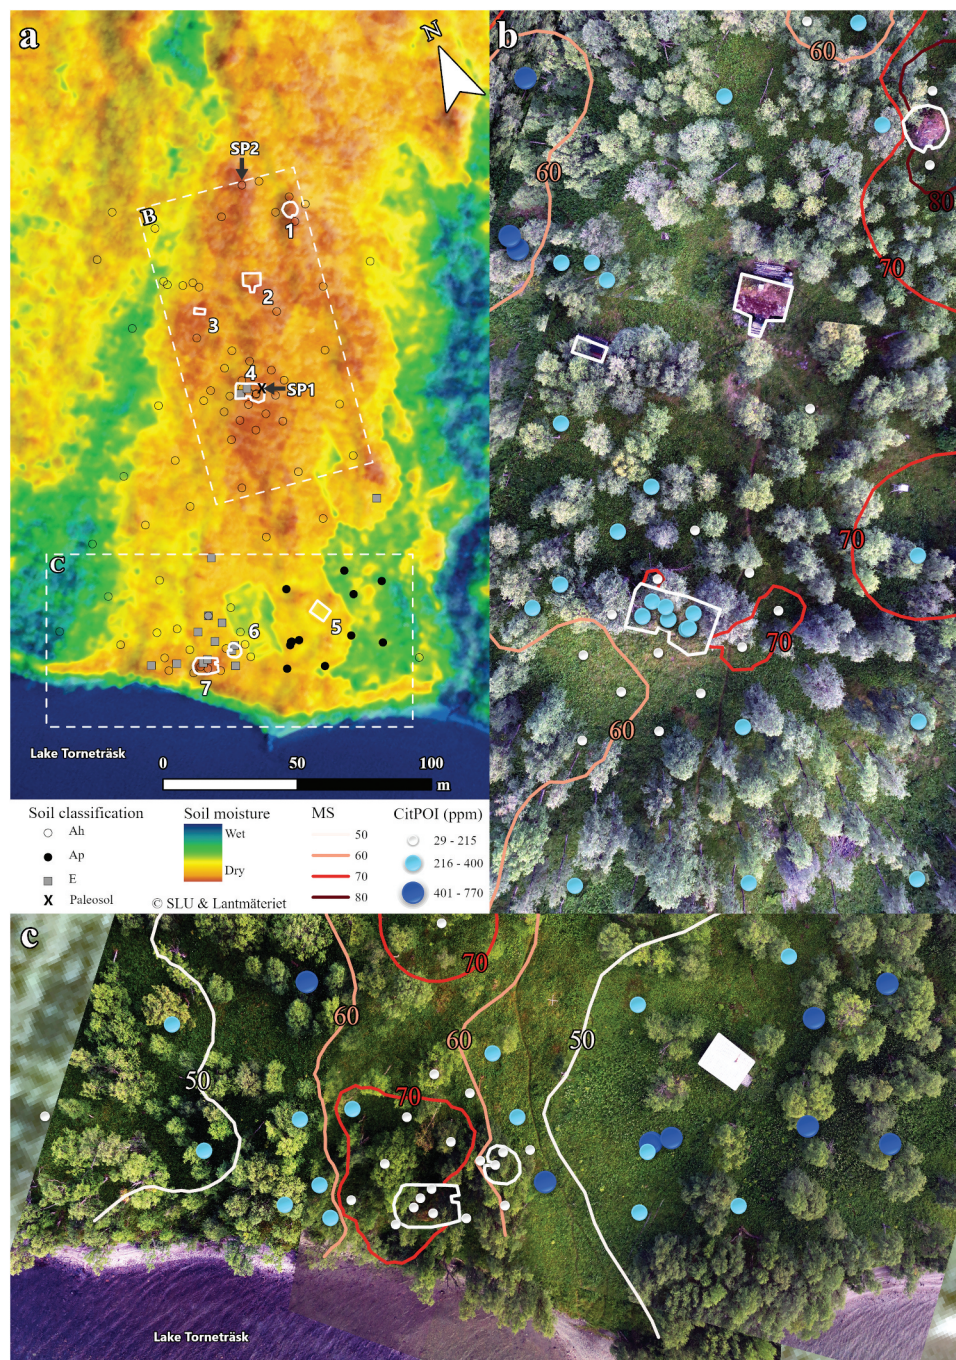 a
N
SP2
B
1
2
3
4
SP1
C
5
6
7
Lake Torneträsk
0 50 100
m
Soil classification
Ah
Ap
E
X Paleosol
Soil moisture
Wet
Dry
© SLU & Lantmäteriet
MS
50
60
70
80
CitPOI (ppm)
29 - 215
216 - 400
401 - 770
b
60
60
80
70
70
70
60
c
70
60
60
50
50
70
Lake Torneträsk